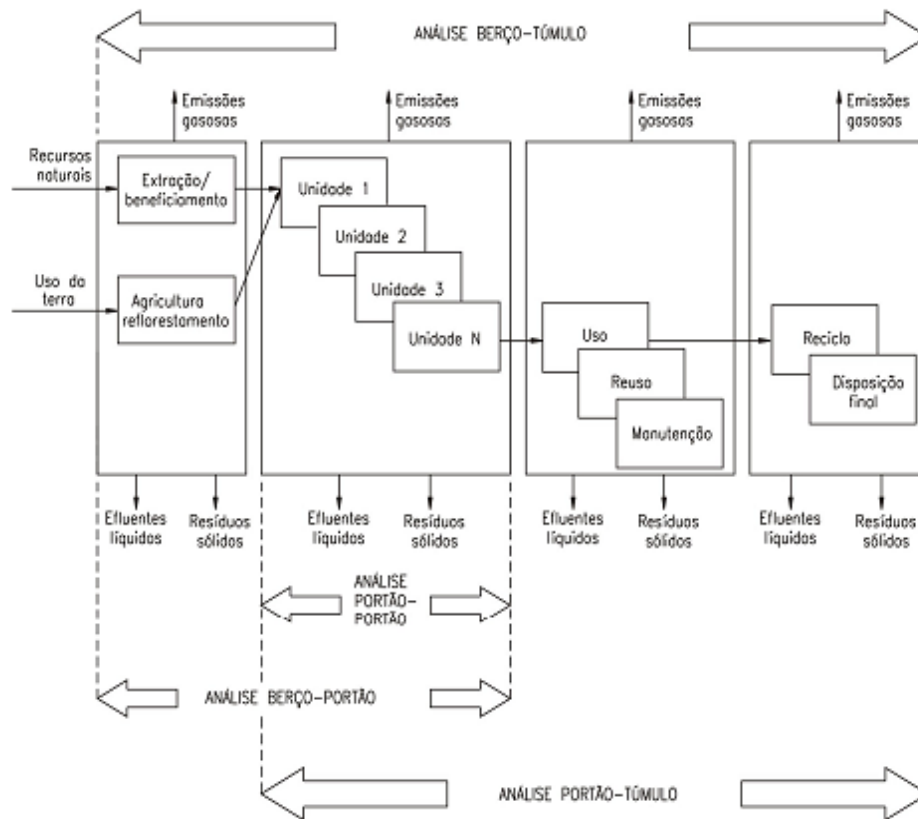 ANÁLISE BERÇO-TÚMULO
Emissões
gasosas
Emissões
gasosas
Emissões
gasosas
Emissões
gasosas
Recursos
naturais
Extração/
beneficiamento
Uso da
terra
Agricultura
reflorestamento
Unidade 1
Unidade 2
Unidade 3
Unidade N
Uso
Reuso
Manutenção
Reciclo
Disposição
final
Efluentes
líquidos
Resíduos
sólidos
Efluentes
líquidos
Resíduos
sólidos
Efluentes
líquidos
Resíduos
sólidos
Efluentes
líquidos
Resíduos
sólidos
ANÁLISE
PORTÃO-
PORTÃO
ANÁLISE BERÇO-PORTÃO
ANÁLISE PORTÃO-TÚMULO